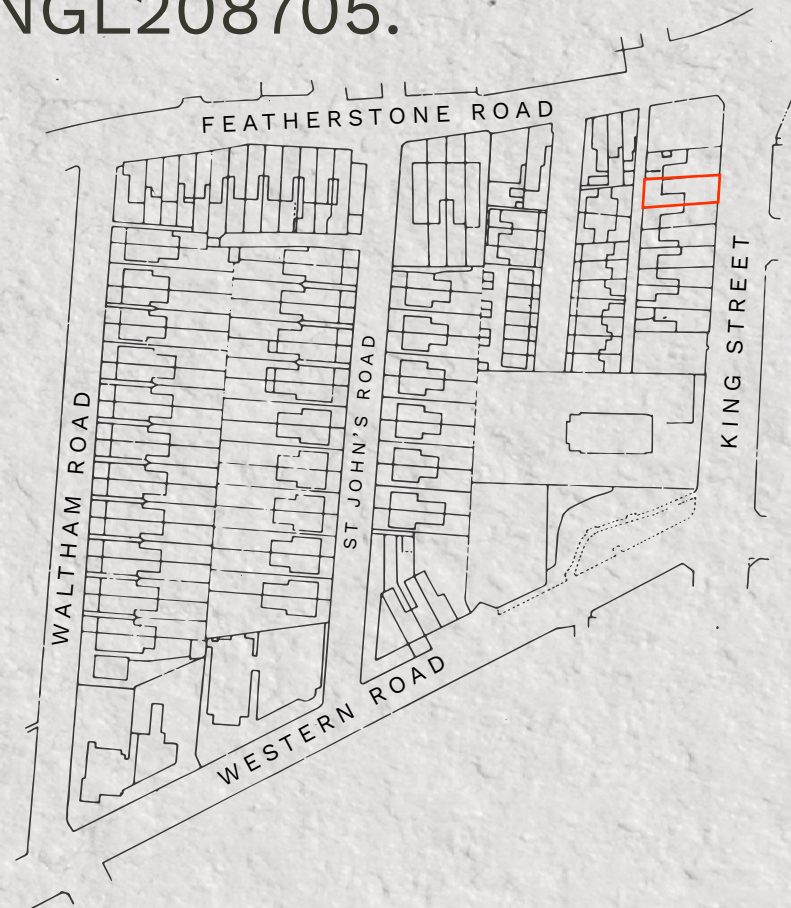 NGL208705.
FEATHERSTONE ROAD
KING STREET
ST JOHN'S ROAD
WALTHAM ROAD
WESTERN ROAD